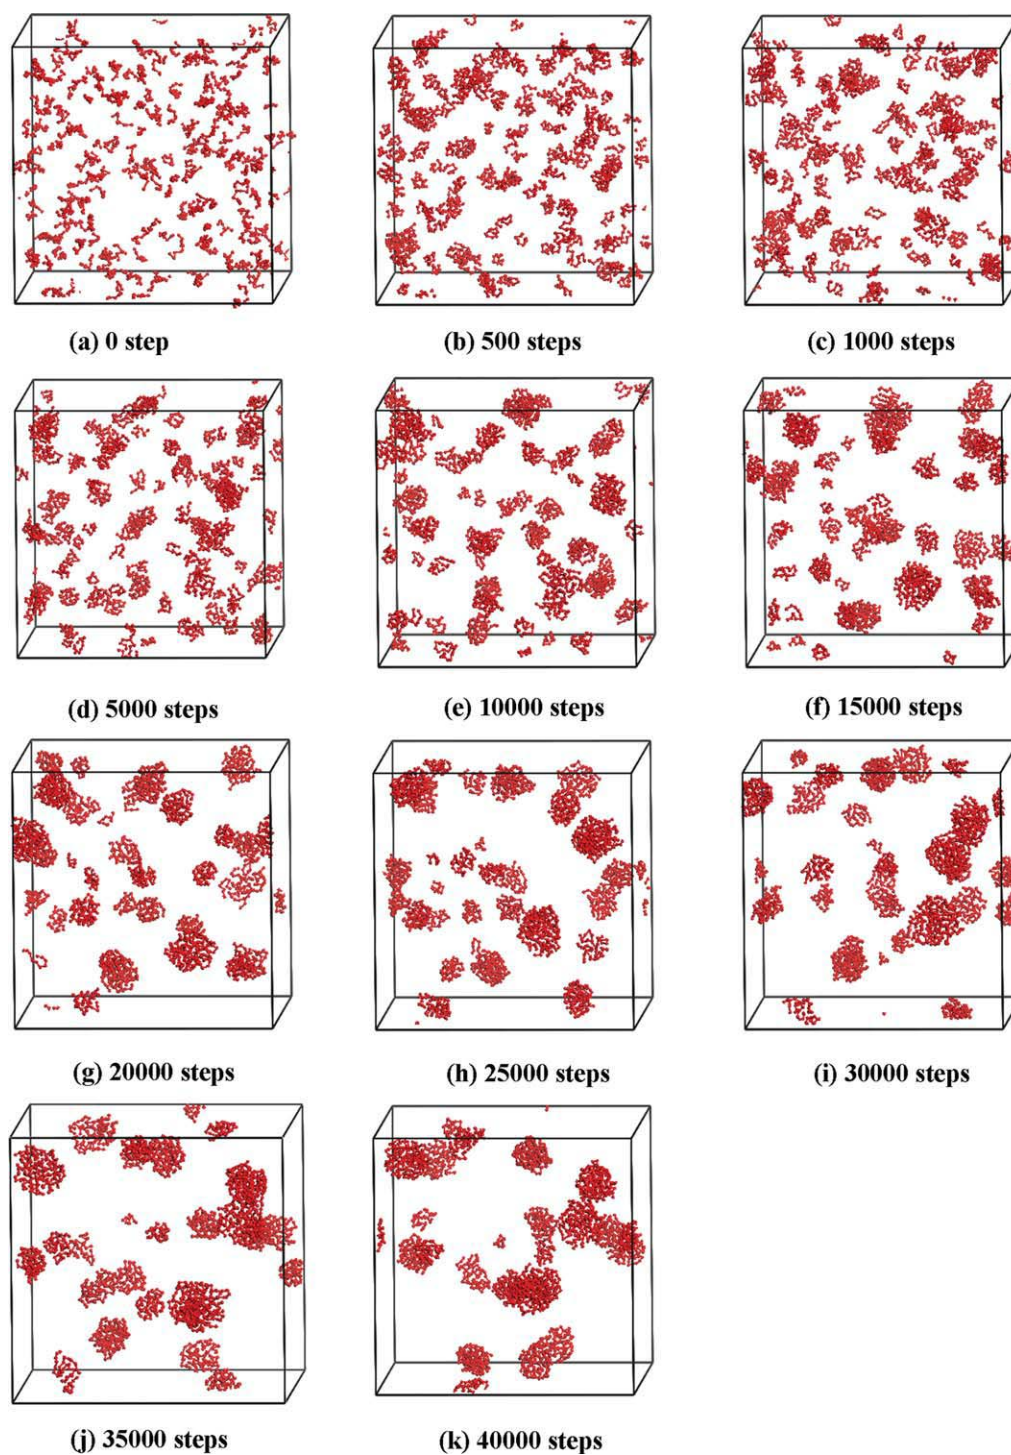 (a) 0 step
(b) 500 steps
(c) 1000 steps
(d) 5000 steps
(e) 10000 steps
(f) 15000 steps
(g) 20000 steps
(h) 25000 steps
(i) 30000 steps
(j) 35000 steps
(k) 40000 steps